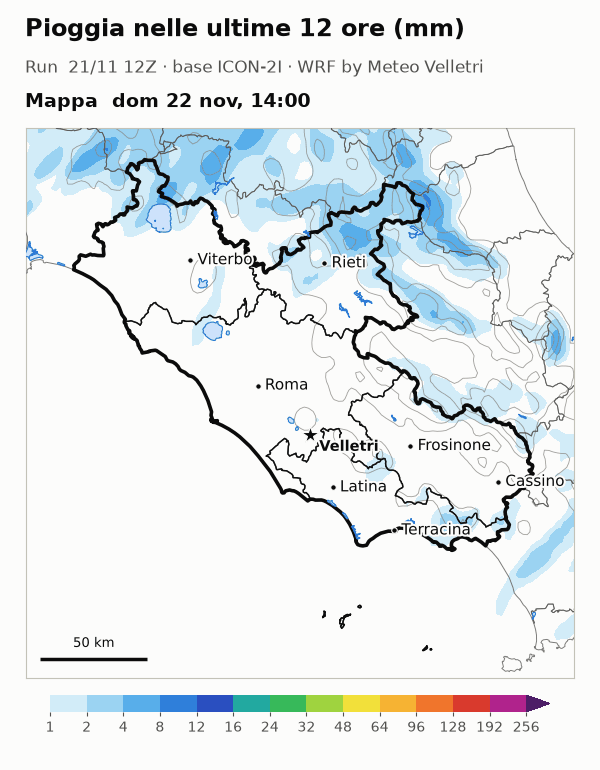 Pioggia nelle ultime 12 ore (mm)
Run  21/11 12Z · base ICON-2I · WRF by Meteo Velletri
Mappa  dom 22 nov, 14:00
Viterbo
Rieti
Roma
Velletri
Frosinone
Latina
Cassino
Terracina
50 km
1 2 4 8 12 16 24 32 48 64 96 128 192 256